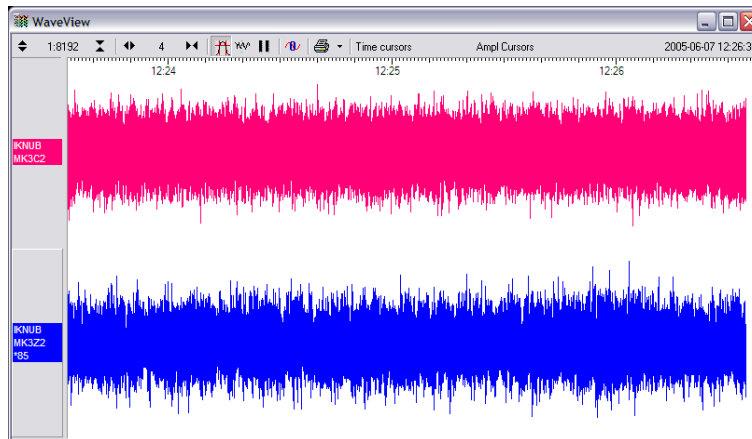 WaveView
1:8192 4 Time cursors Ampl Cursors 2005-06-07 12:26:3
12:24 12:25 12:26
IKNUB
MK3C2
IKNUB
MK3Z2
*85